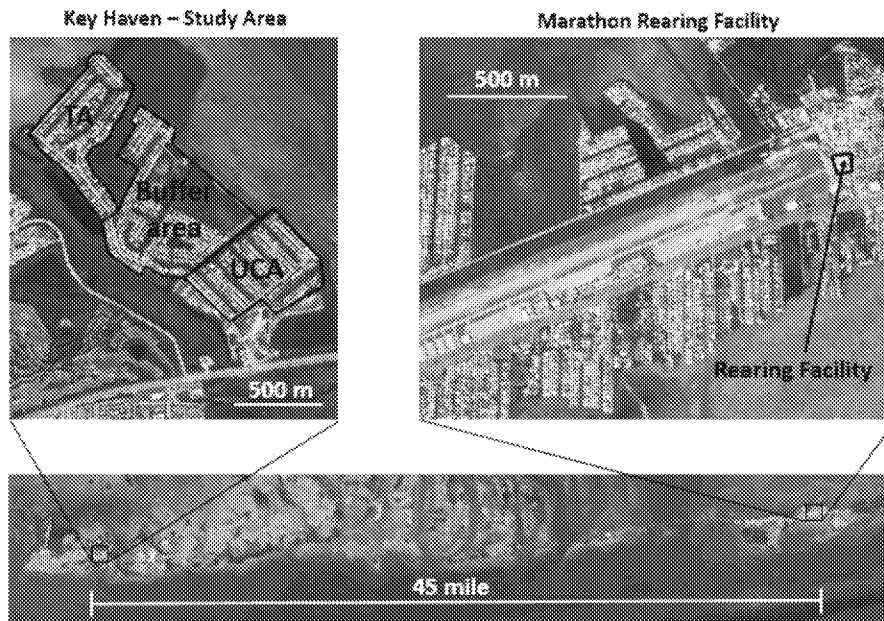 Key Haven – Study Area
Marathon Rearing Facility
TA
Buffer
area
UCA
500 m
500 m
Rearing Facility
45 mile